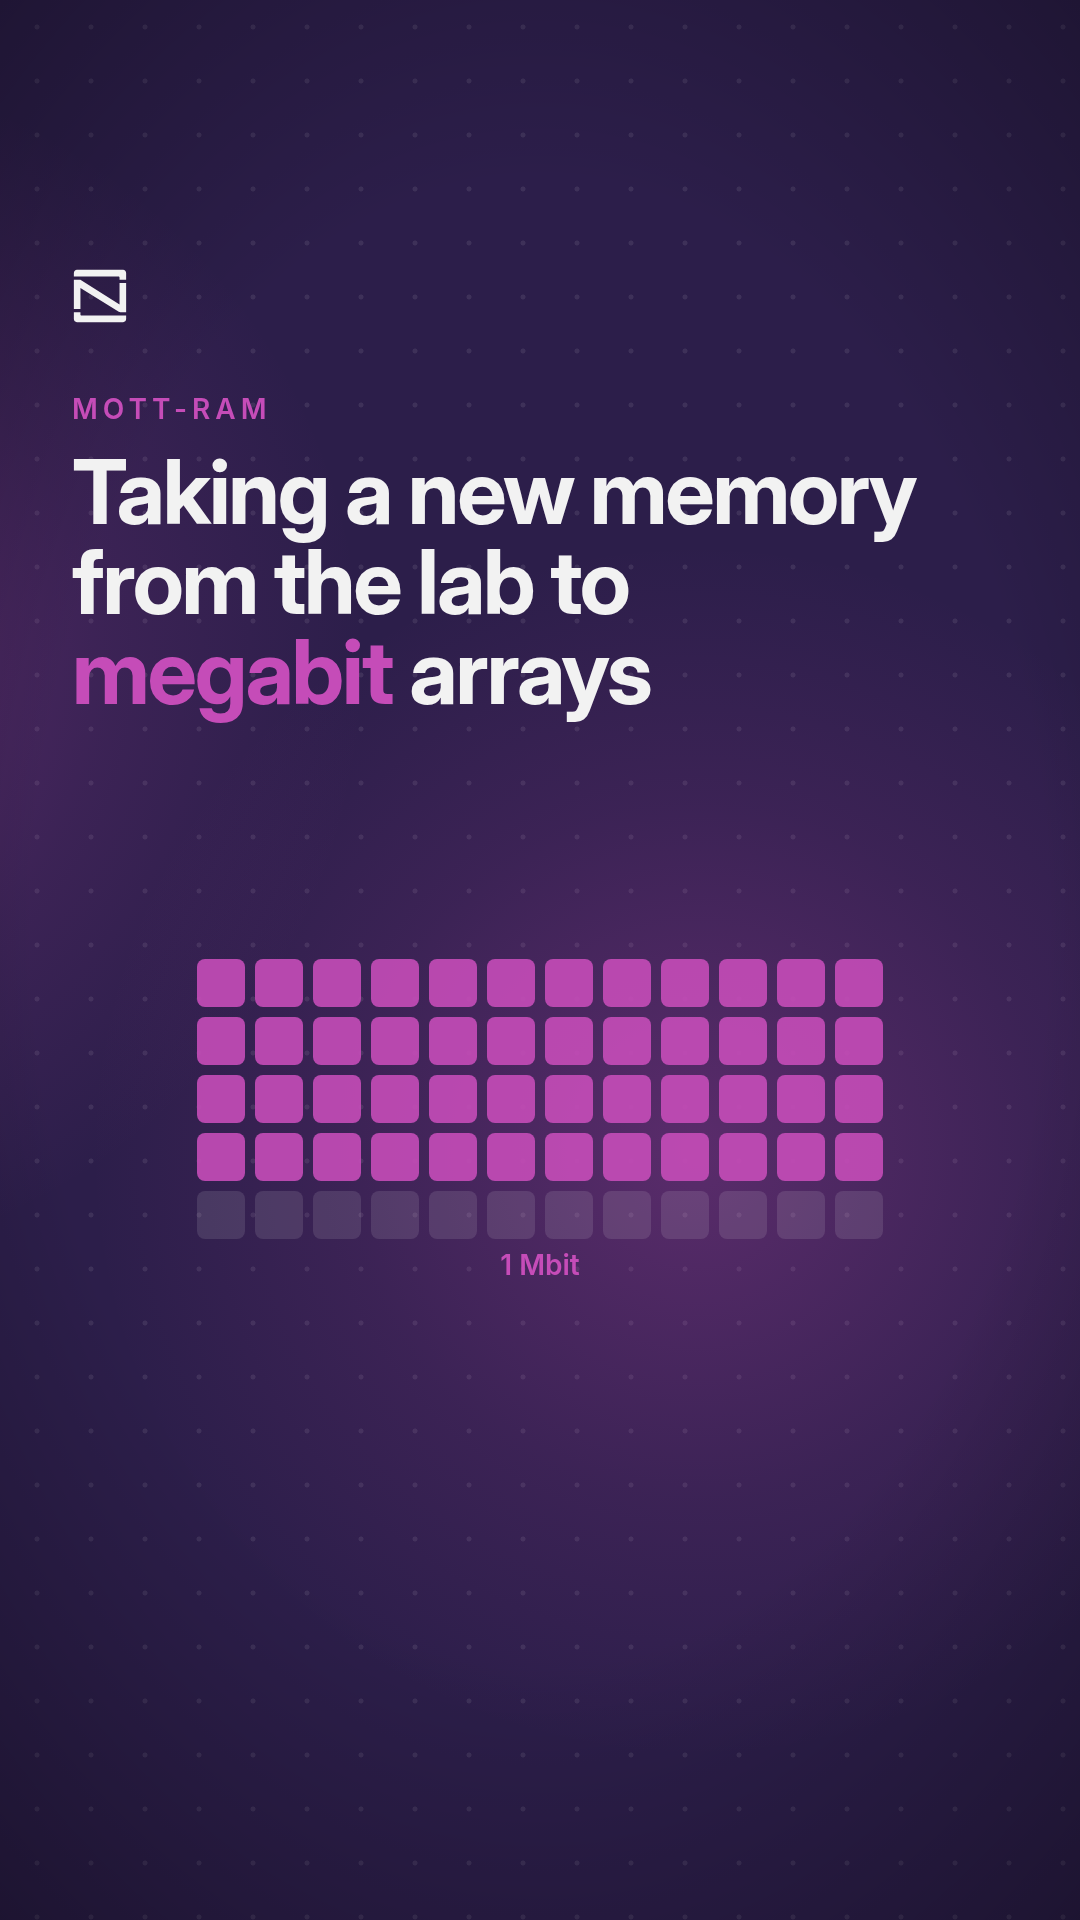 MOTT-RAM
Taking a new memory
from the lab to
megabit arrays
1 Mbit